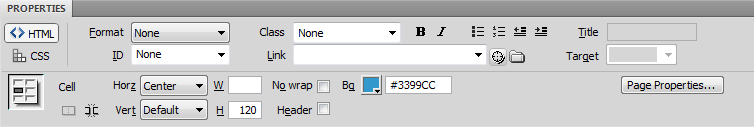 PROPERTIES
<> HTML Format None Class None B I Title
CSS ID None Link Target
Cell Horz Center W No wrap Bg #3399CC Page Properties...
Vert Default H 120 Header